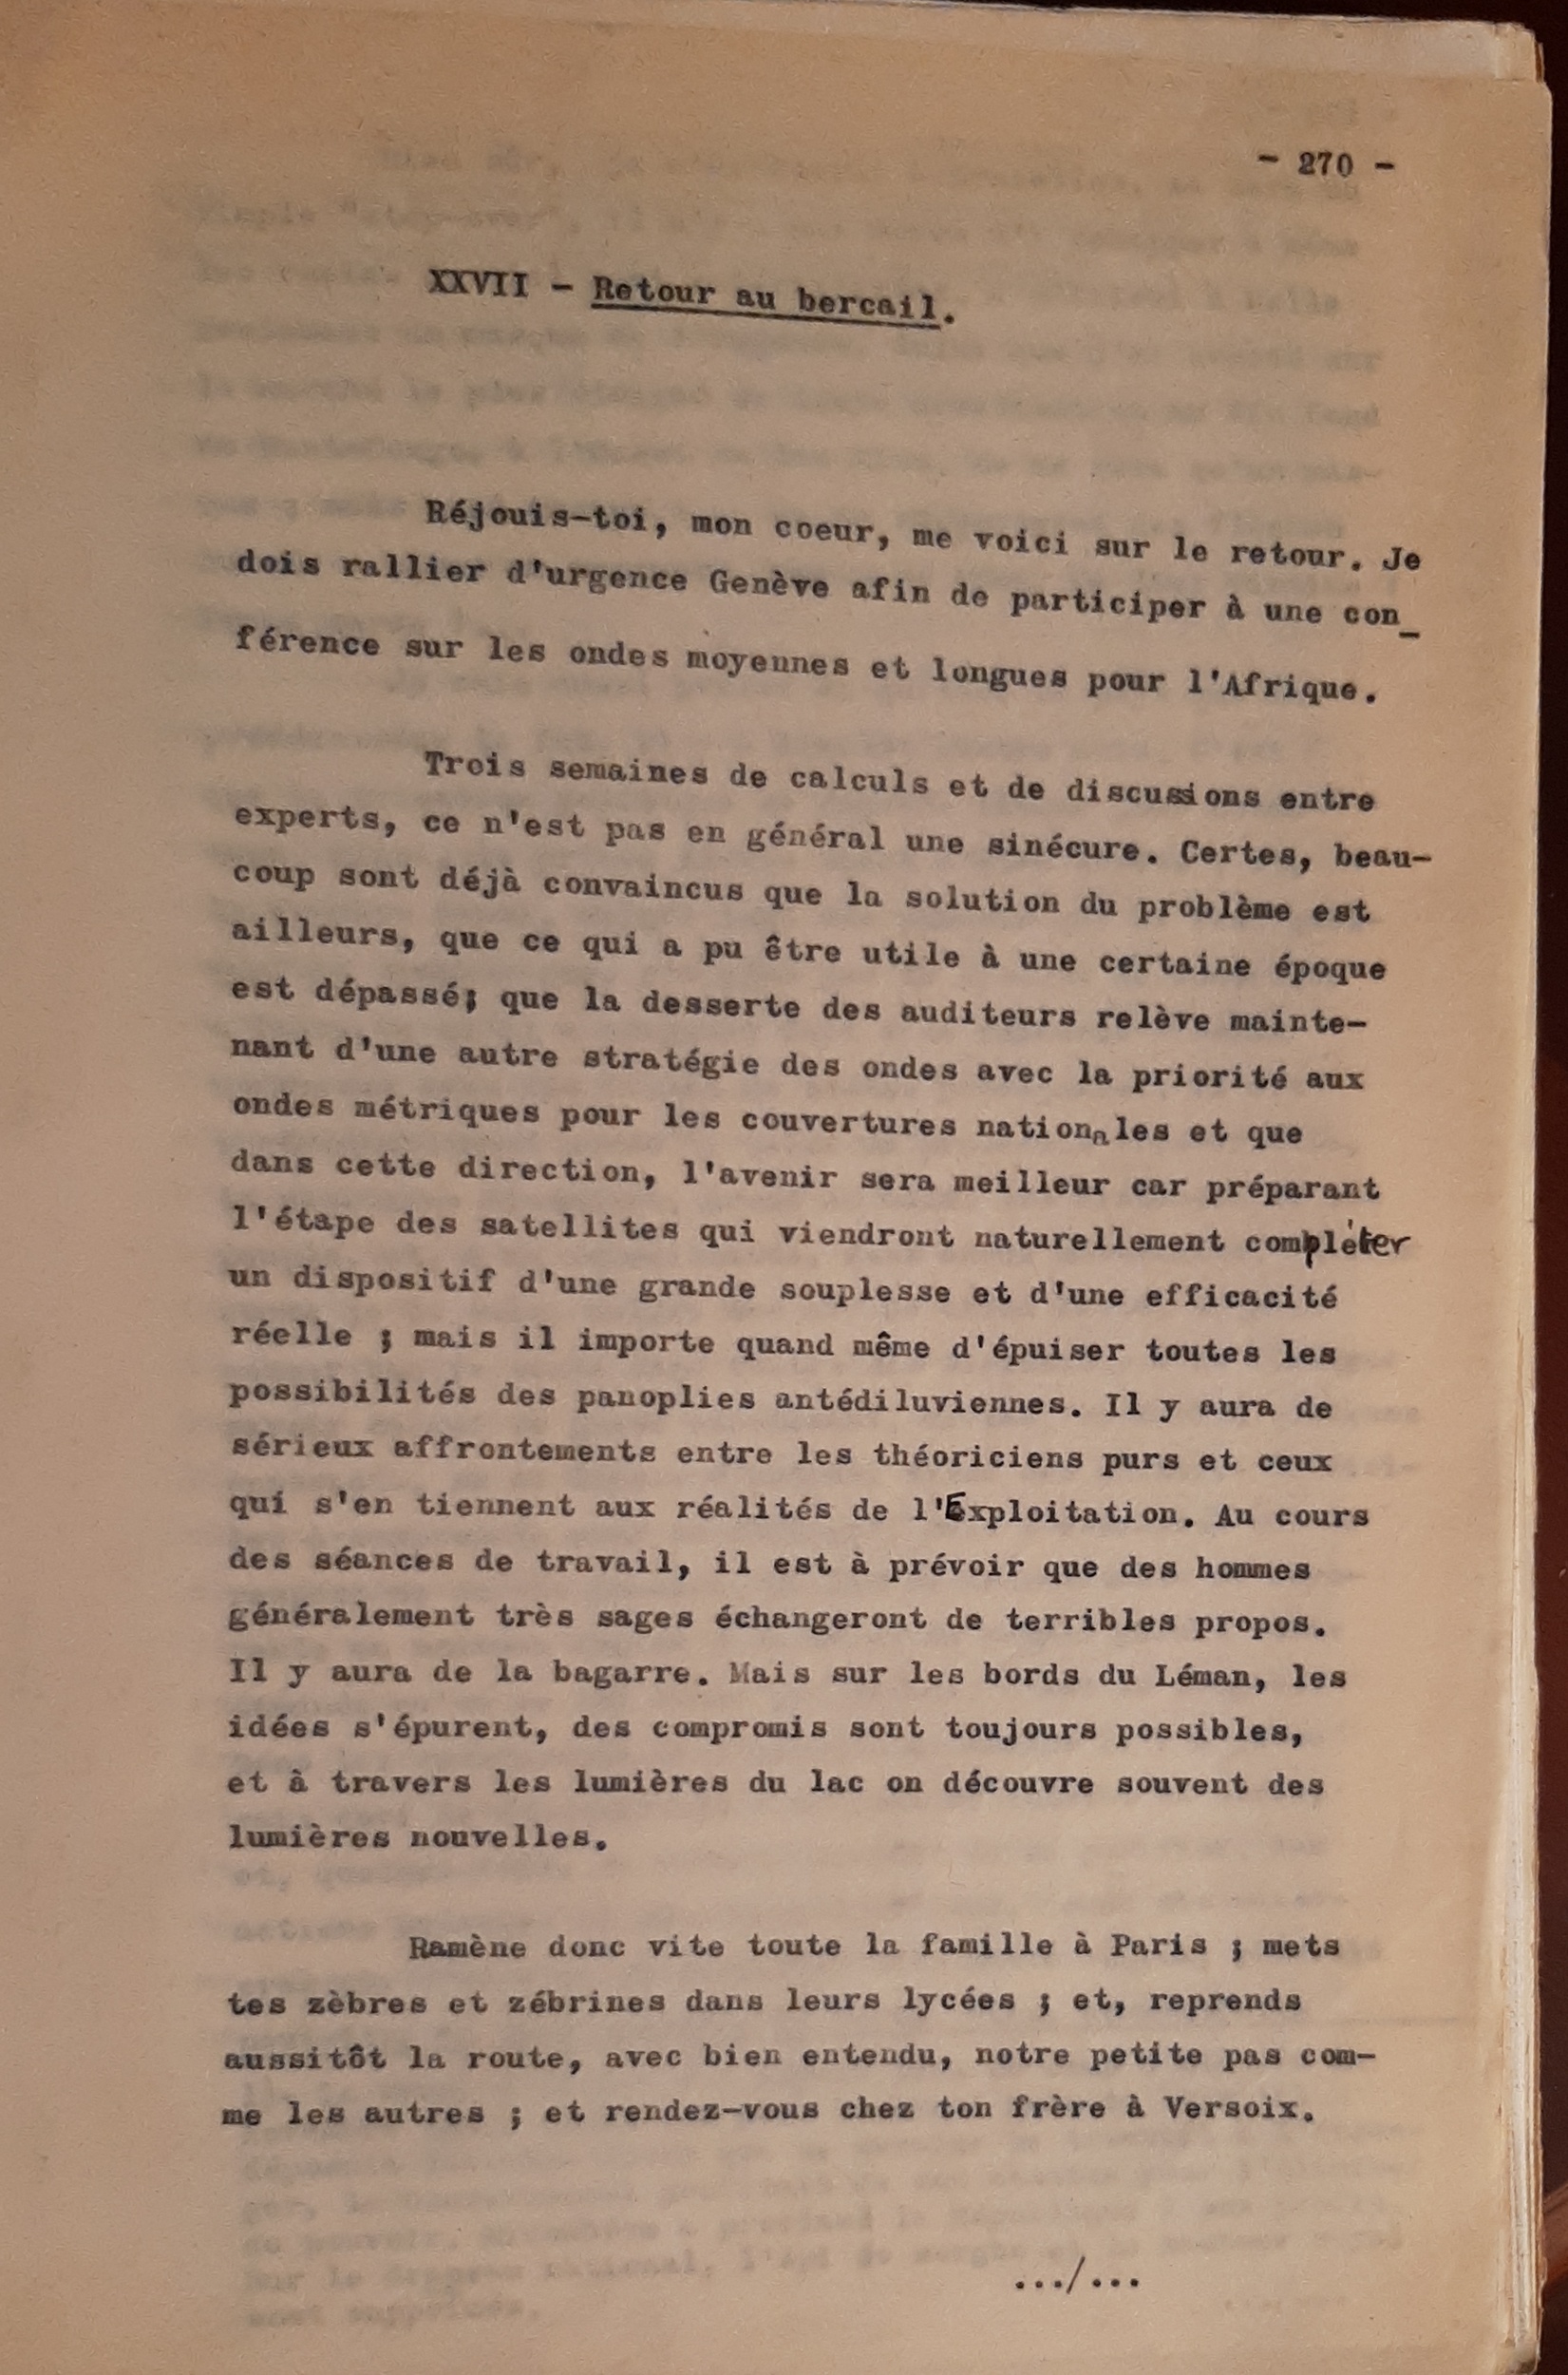 - 270 -
XXVII - Retour au bercail.
Réjouis-toi, mon coeur, me voici sur le retour. Je
dois rallier d'urgence Genève afin de participer à une con_
férence sur les ondes moyennes et longues pour l'Afrique.
Trois semaines de calculs et de discussions entre
experts, ce n'est pas en général une sinécure. Certes, beau-
coup sont déjà convaincus que la solution du problème est
ailleurs, que ce qui a pu être utile à une certaine époque
est dépassé; que la desserte des auditeurs relève mainte-
nant d'une autre stratégie des ondes avec la priorité aux
ondes métriques pour les couvertures nationales et que
dans cette direction, l'avenir sera meilleur car préparant
l'étape des satellites qui viendront naturellement compléter
un dispositif d'une grande souplesse et d'une efficacité
réelle ; mais il importe quand même d'épuiser toutes les
possibilités des panoplies antédiluviennes. Il y aura de
sérieux affrontements entre les théoriciens purs et ceux
qui s'en tiennent aux réalités de l'Exploitation. Au cours
des séances de travail, il est à prévoir que des hommes
généralement très sages échangeront de terribles propos.
Il y aura de la bagarre. Mais sur les bords du Léman, les
idées s'épurent, des compromis sont toujours possibles,
et à travers les lumières du lac on découvre souvent des
lumières nouvelles.
Ramène donc vite toute la famille à Paris ; mets
tes zèbres et zébrines dans leurs lycées ; et, reprends
aussitôt la route, avec bien entendu, notre petite pas com-
me les autres ; et rendez-vous chez ton frère à Versoix.
.../...